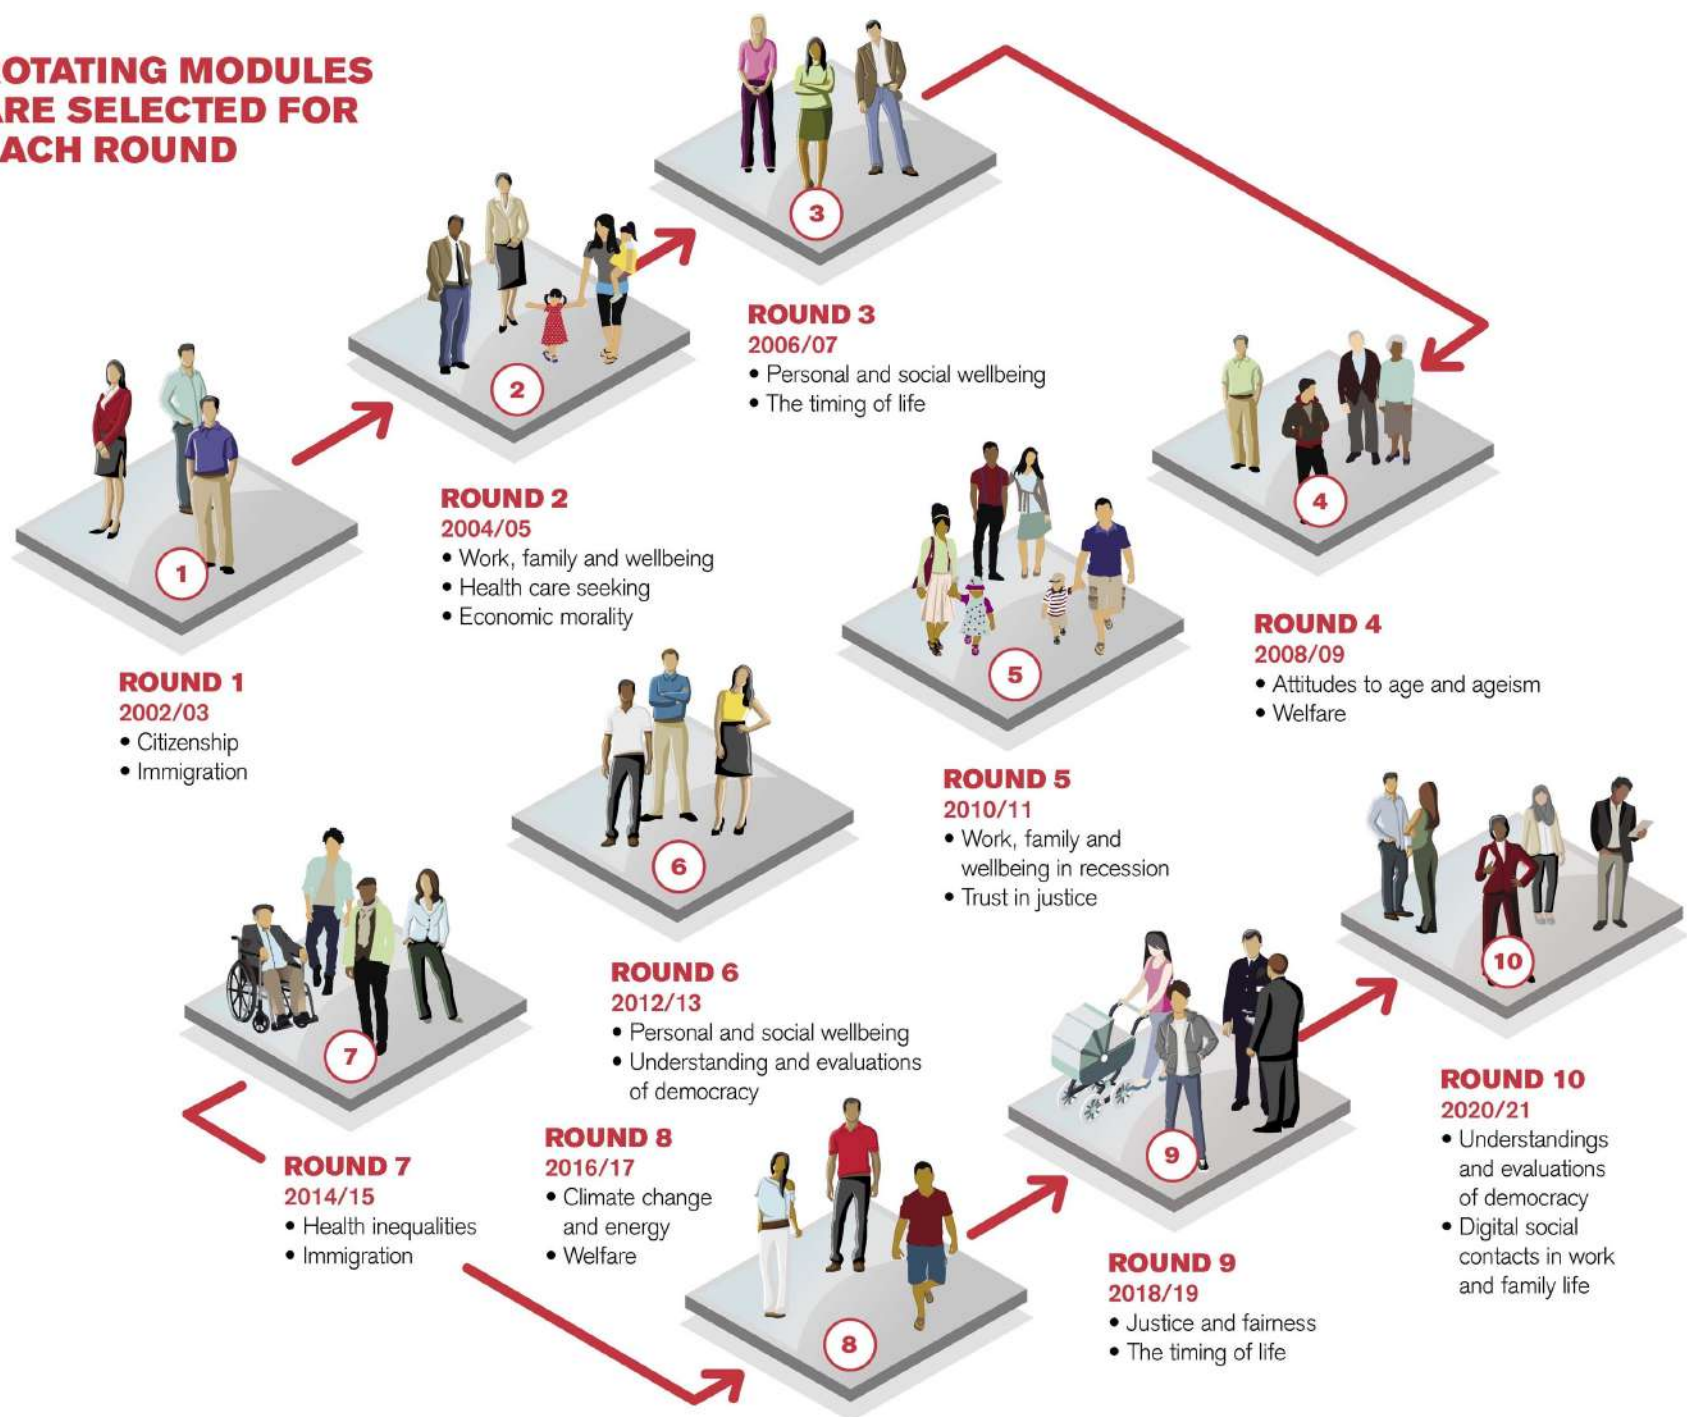 OTATING MODULES
ARE SELECTED FOR
ACH ROUND
1
ROUND 1
2002/03
• Citizenship
• Immigration
2
ROUND 2
2004/05
• Work, family and wellbeing
• Health care seeking
• Economic morality
3
ROUND 3
2006/07
• Personal and social wellbeing
• The timing of life
4
ROUND 4
2008/09
• Attitudes to age and ageism
• Welfare
5
ROUND 5
2010/11
• Work, family and
wellbeing in recession
• Trust in justice
6
ROUND 6
2012/13
• Personal and social wellbeing
• Understanding and evaluations
of democracy
7
ROUND 7
2014/15
• Health inequalities
• Immigration
ROUND 8
2016/17
• Climate change
and energy
• Welfare
8
9
ROUND 9
2018/19
• Justice and fairness
• The timing of life
10
ROUND 10
2020/21
• Understandings
and evaluations
of democracy
• Digital social
contacts in work
and family life